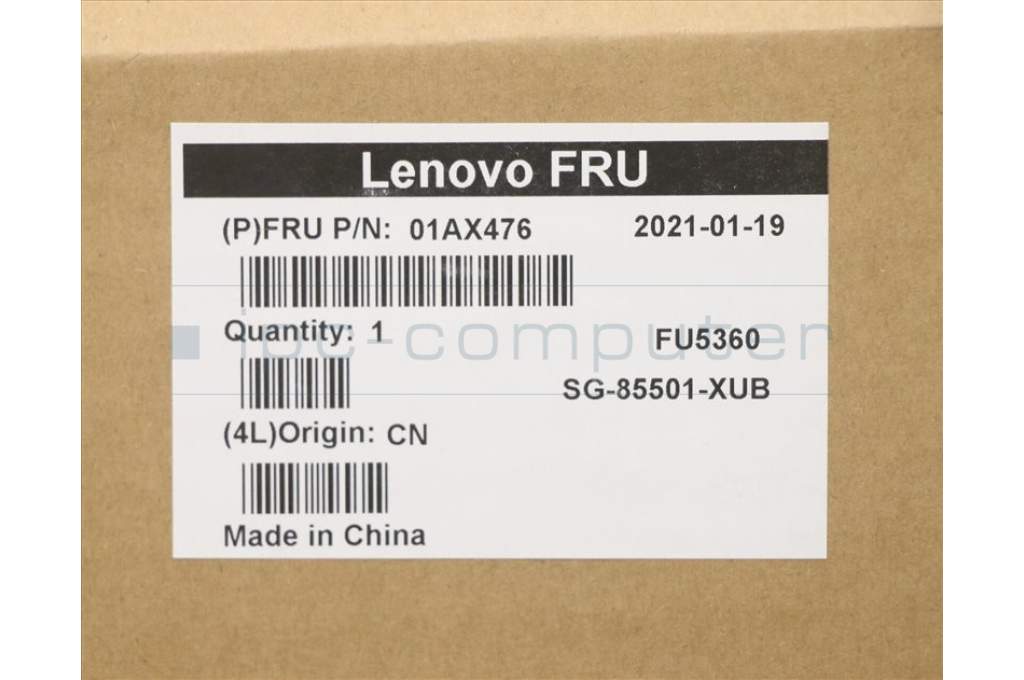 Lenovo FRU
(P)FRU P/N: 01AX476 2021-01-19
Quantity: 1 FU5360
ipc-computer
SG-85501-XUB
(4L)Origin: CN
Made in China